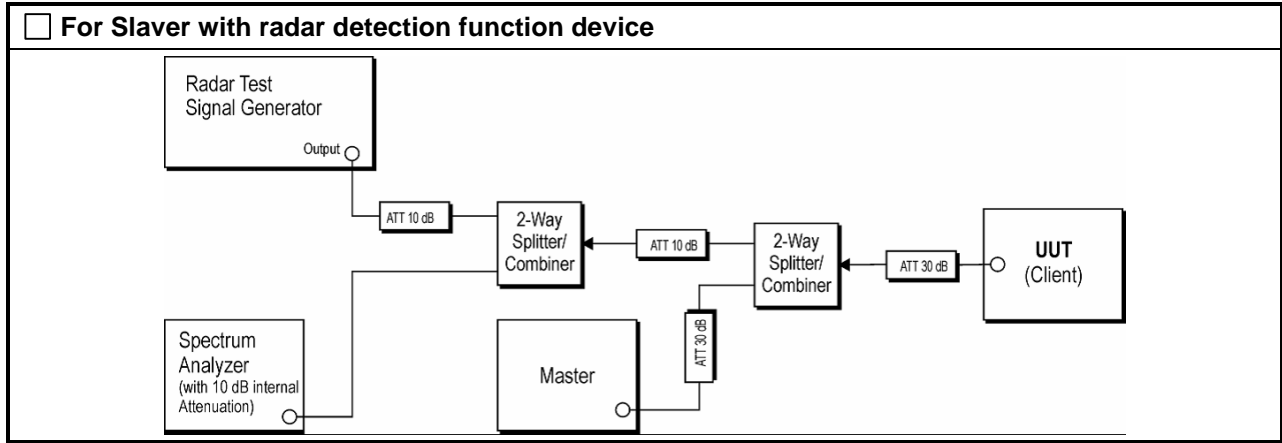 ☐ For Slaver with radar detection function device
Radar Test
Signal Generator
Output
ATT 10 dB
2-Way
Splitter/
Combiner
ATT 10 dB
2-Way
Splitter/
Combiner
ATT 30 dB
UUT
(Client)
ATT 30 dB
Spectrum
Analyzer
(with 10 dB internal
Attenuation)
Master